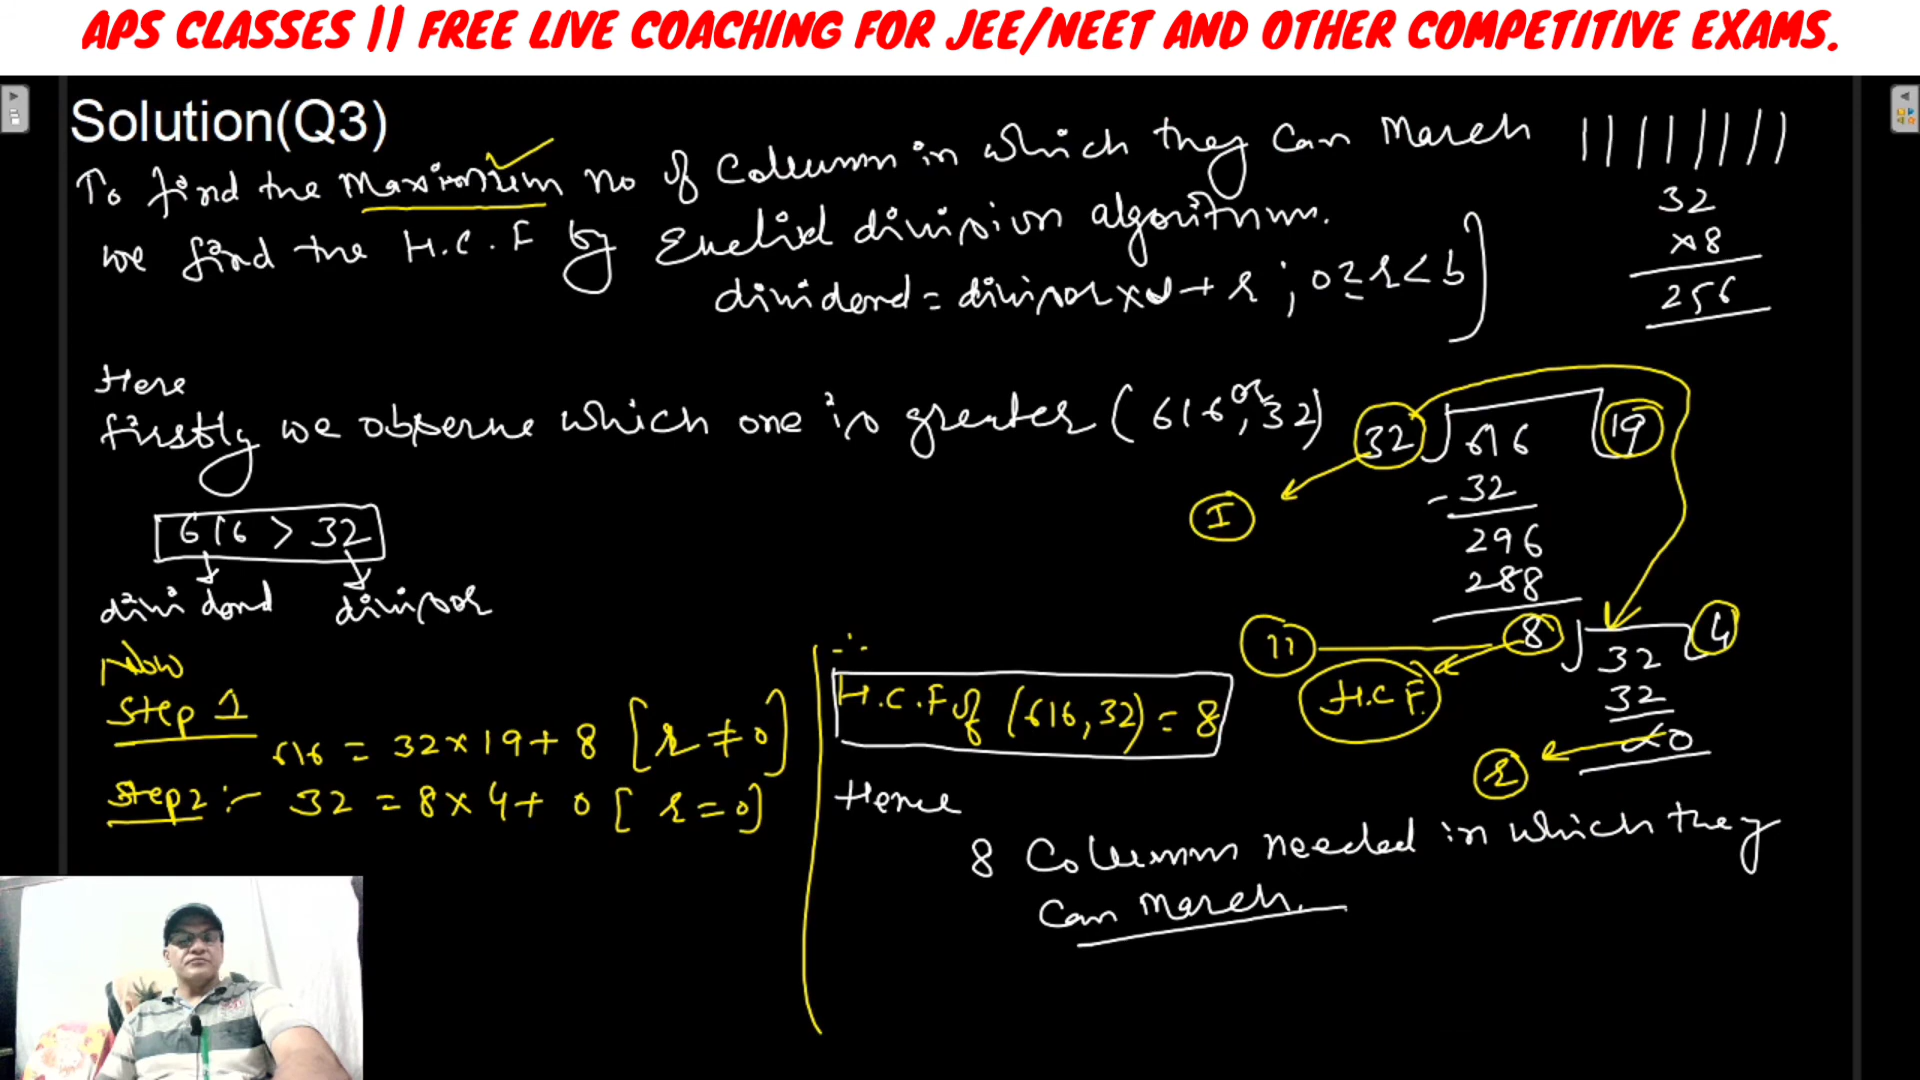 APS CLASSES || FREE LIVE COACHING FOR JEE/NEET AND OTHER COMPETITIVE EXAMS.
Solution(Q3)
To find the Maximum no of Column in which they can March
we find the H.C.F by Euclid division algorithm.
dividend = divisor × + r ; 0 ≥ r < b
32
×8
256
Here
firstly we observe which one is greater (616 or, 32)
616 > 32
dividend divisor
32 616 19
- 32
296
288
I
8 32 4
32
×0
II
H.C.F.
r
Now
Step 1
616 = 32×19+8 [r ≠ 0]
Step 2 :- 32 = 8×4+ 0 [r = 0]
∴
H.C.F of (616, 32) = 8
Hence
8 Column needed in which they
can march.